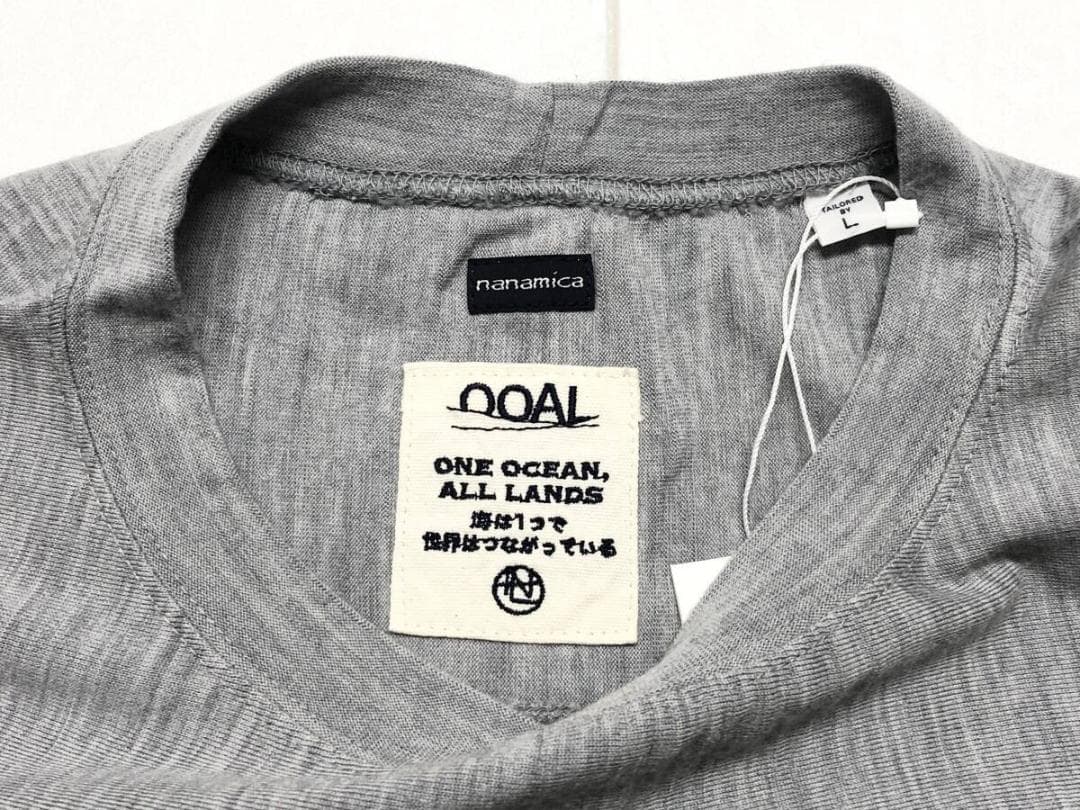 TAILORED
BY
L
nanamica
OOAL
ONE OCEAN,
ALL LANDS
海は1つで
世界はつながっている